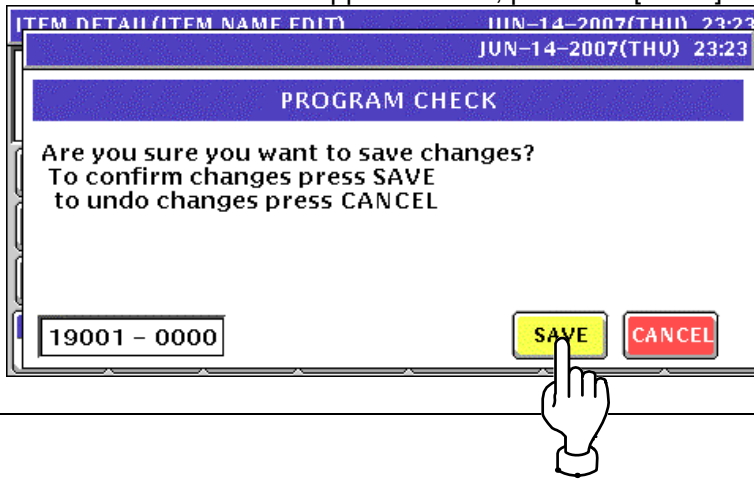 ITEM DETAIL(ITEM NAME EDIT) JUN-14-2007(THU) 23:23
JUN-14-2007(THU) 23:23
PROGRAM CHECK
Are you sure you want to save changes?
To confirm changes press SAVE
to undo changes press CANCEL
19001 - 0000
SAVE CANCEL